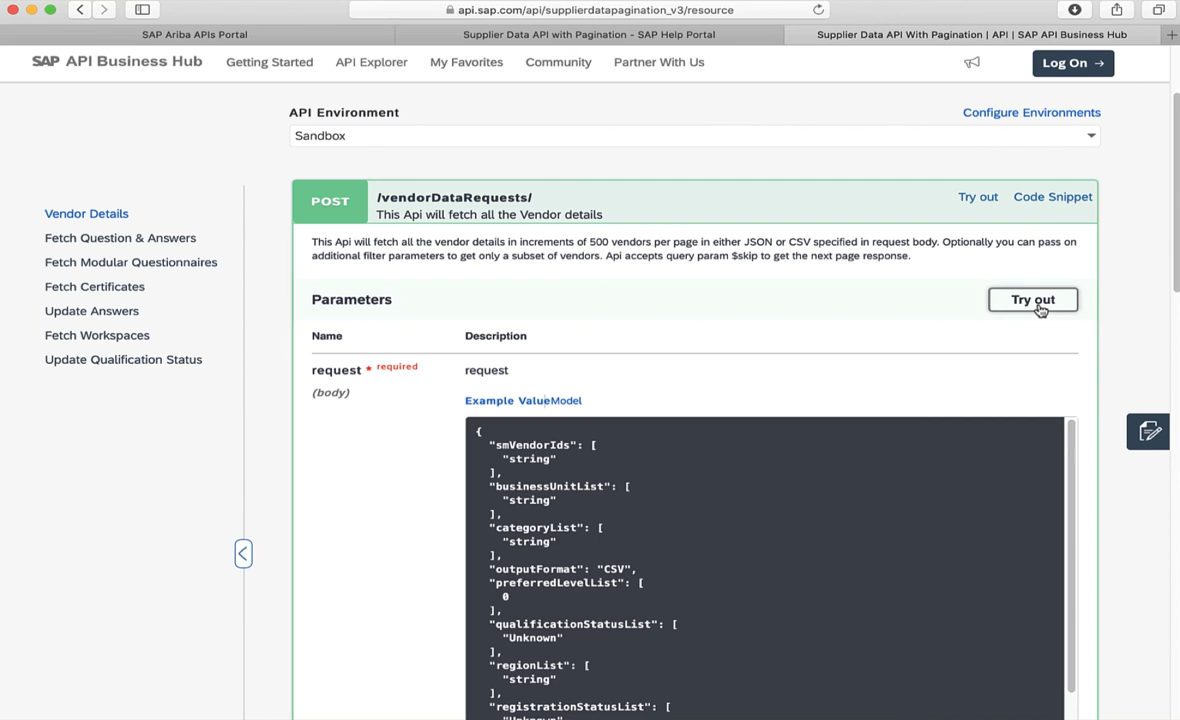 api.sap.com/api/supplierdatapagination_v3/resource
SAP Ariba APIs Portal
Supplier Data API with Pagination - SAP Help Portal
Supplier Data API With Pagination | API | SAP API Business Hub
SAP API Business Hub
Getting Started
API Explorer
My Favorites
Community
Partner With Us
Log On →
API Environment
Configure Environments
Sandbox
Vendor Details
Fetch Question & Answers
Fetch Modular Questionnaires
Fetch Certificates
Update Answers
Fetch Workspaces
Update Qualification Status
POST
/vendorDataRequests/
This Api will fetch all the Vendor details
Try out
Code Snippet
This Api will fetch all the vendor details in increments of 500 vendors per page in either JSON or CSV specified in request body. Optionally you can pass on
additional filter parameters to get only a subset of vendors. Api accepts query param $skip to get the next page response.
Parameters
Try out
Name
Description
request * required
(body)
request
Example Value Model
{
"smVendorIds": [
"string"
],
"businessUnitList": [
"string"
],
"categoryList": [
"string"
],
"outputFormat": "CSV",
"preferredLevelList": [
0
],
"qualificationStatusList": [
"Unknown"
],
"regionList": [
"string"
],
"registrationStatusList": [
"Unknown"